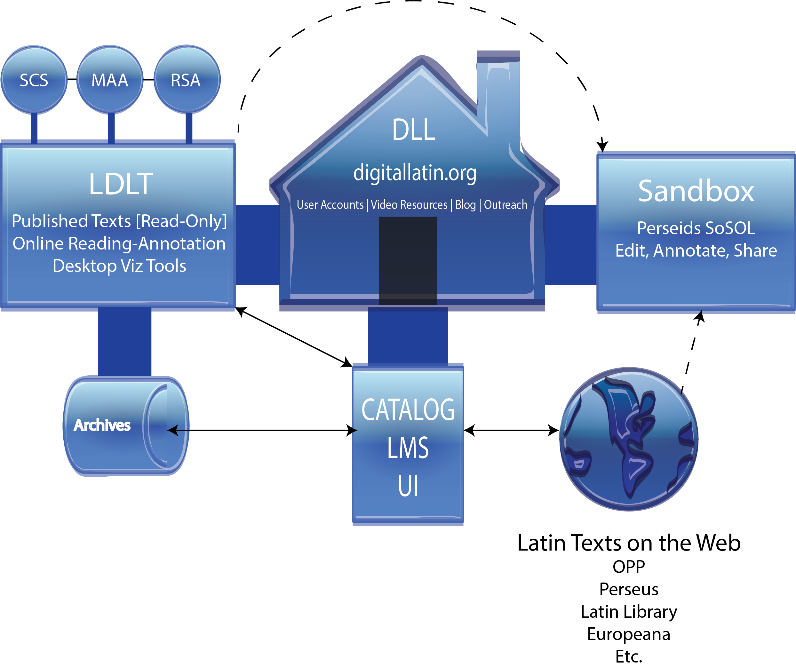 SCS
MAA
RSA
LDLT
Published Texts [Read-Only]
Online Reading-Annotation
Desktop Viz Tools
DLL
digitallatin.org
User Accounts | Video Resources | Blog | Outreach
Sandbox
Perseids SoSOL
Edit, Annotate, Share
Archives
CATALOG
LMS
UI
Latin Texts on the Web
OPP
Perseus
Latin Library
Europeana
Etc.